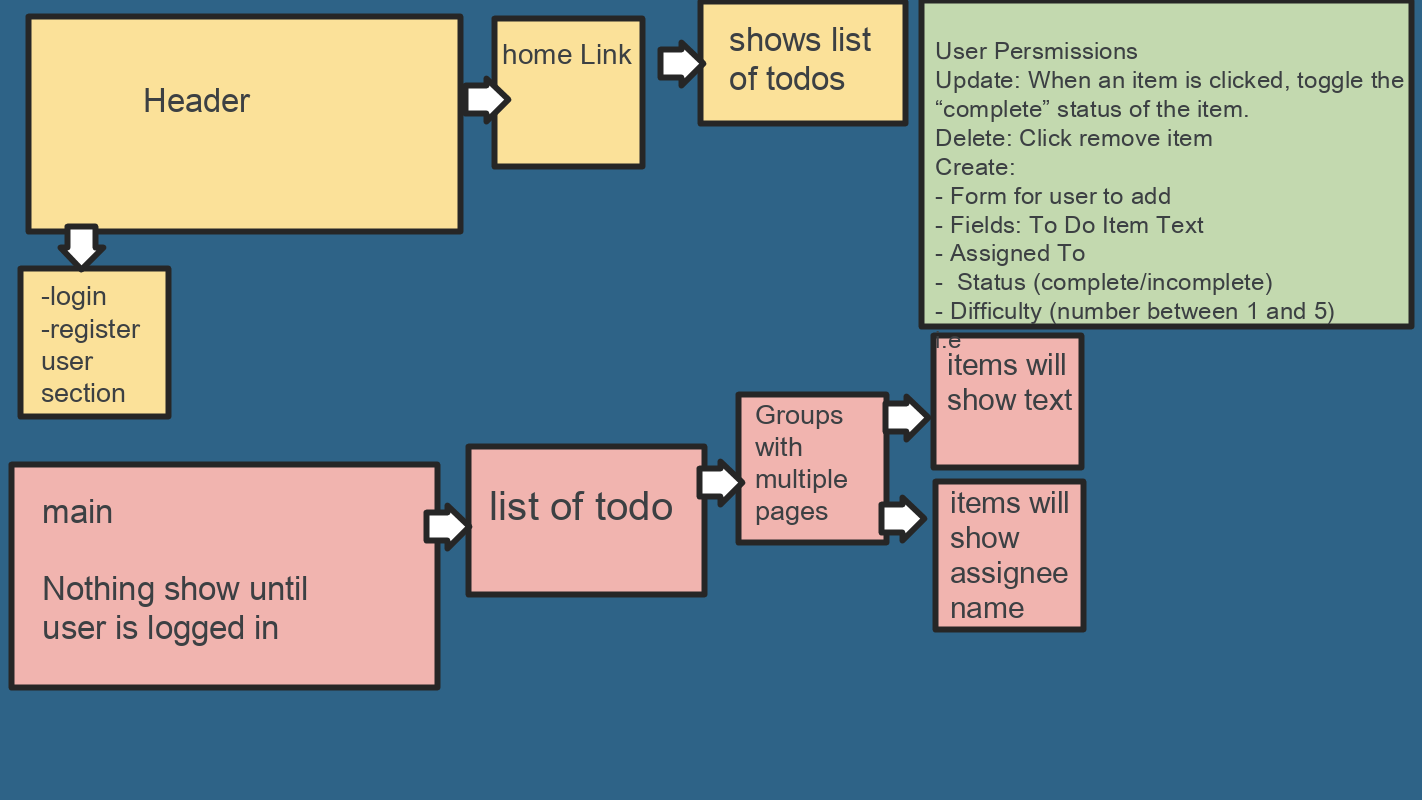 Header
home Link
shows list
of todos
User Persmissions
Update: When an item is clicked, toggle the
“complete” status of the item.
Delete: Click remove item
Create:
- Form for user to add
- Fields: To Do Item Text
- Assigned To
-  Status (complete/incomplete)
- Difficulty (number between 1 and 5)
i.e
-login
-register
user
section
main
Nothing show until
user is logged in
list of todo
Groups
with
multiple
pages
items will
show text
items will
show
assignee
name